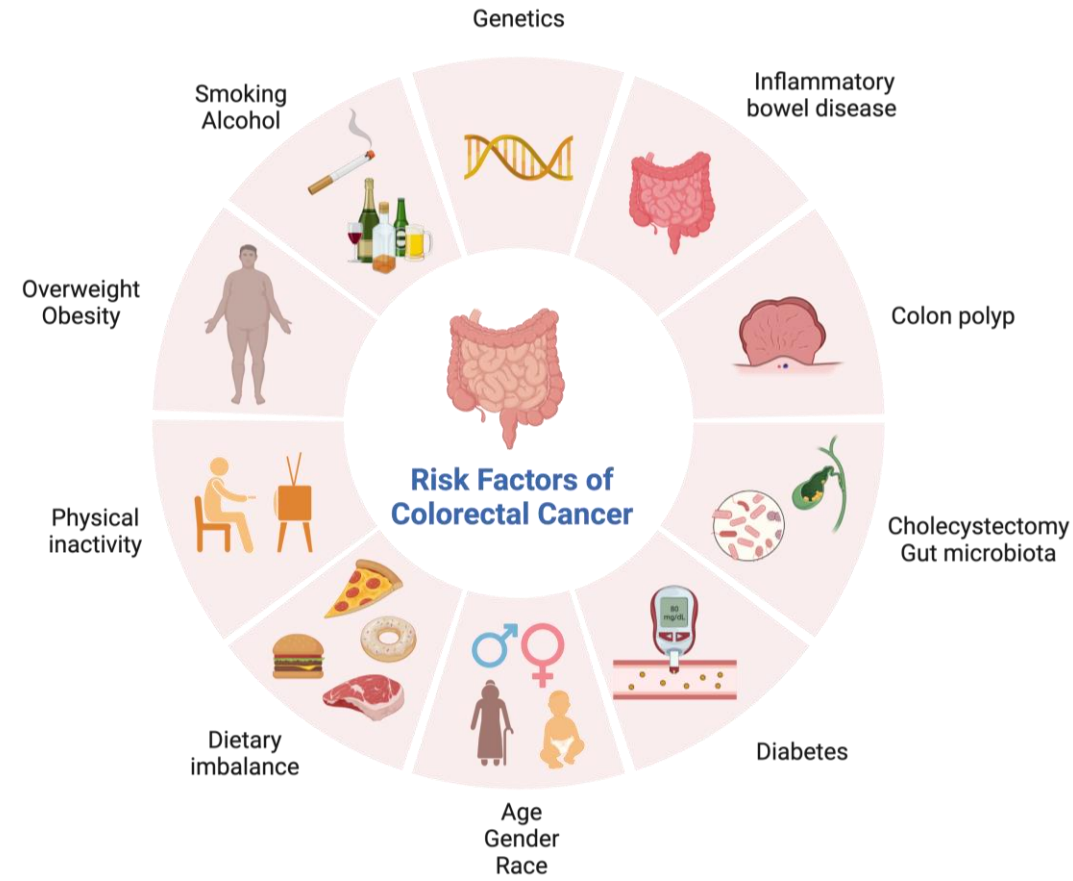 Genetics
Smoking
Alcohol
Inflammatory
bowel disease
Overweight
Obesity
Colon polyp
Risk Factors of
Colorectal Cancer
Physical
inactivity
Cholecystectomy
Gut microbiota
80
mg/dL
Dietary
imbalance
Diabetes
Age
Gender
Race